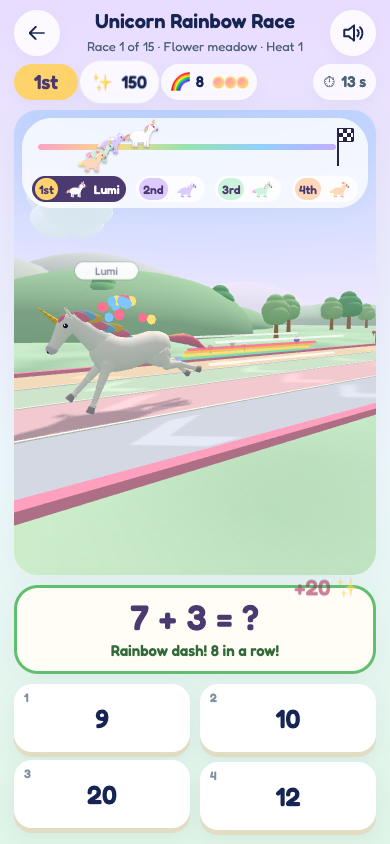 Unicorn Rainbow Race
Race 1 of 15 · Flower meadow · Heat 1
1st
150
8
13 s
1st Lumi
2nd
3rd
4th
Lumi
+20
7 + 3 = ?
Rainbow dash! 8 in a row!
1
9
2
10
3
20
4
12